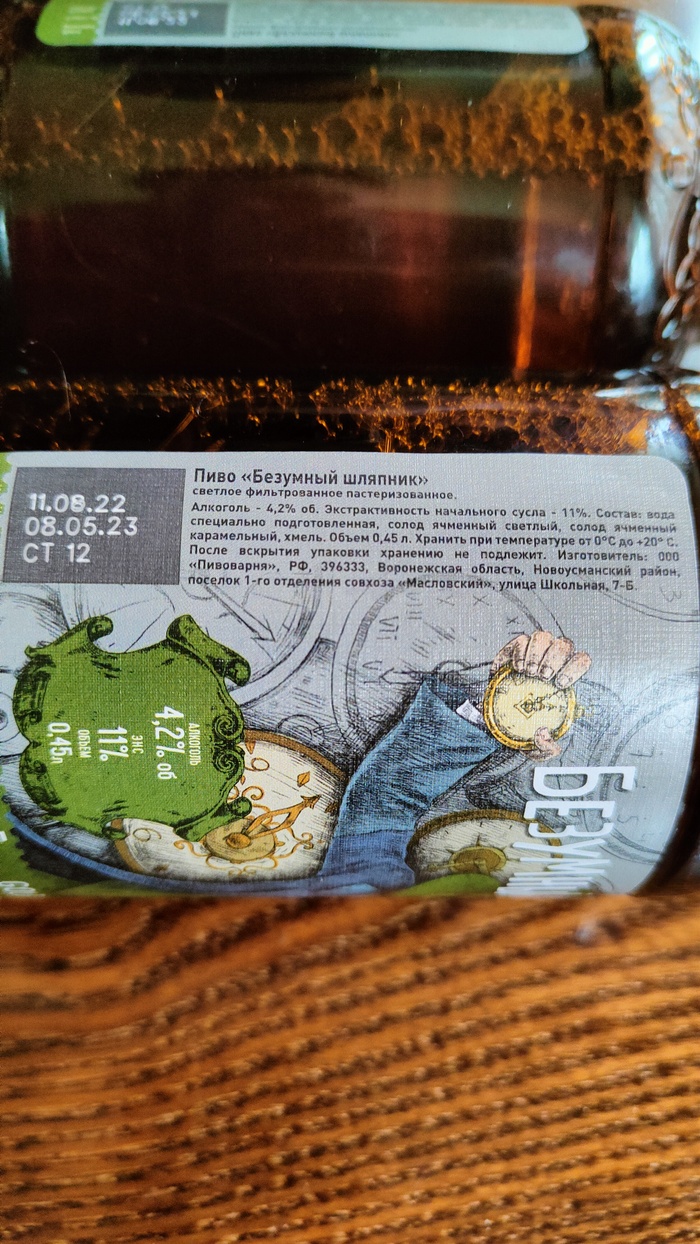 11.08.22
08.05.23
СТ 12
Пиво «Безумный шляпник»
светлое фильтрованное пастеризованное.
Алкоголь - 4,2% об. Экстрактивность начального сусла - 11%. Состав: вода
специально подготовленная, солод ячменный светлый, солод ячменный
карамельный, хмель. Объем 0,45 л. Хранить при температуре от 0°С до +20° С.
После вскрытия упаковки хранению не подлежит. Изготовитель: ООО
«Пивоварня», РФ, 396333, Воронежская область, Новоусманский район,
поселок 1-го отделения совхоза «Масловский», улица Школьная, 7-Б.
АЛКОГОЛЬ
4,2% об
ЭНС
11%
ОБЪЕМ
0,45л
БЕЗУМН